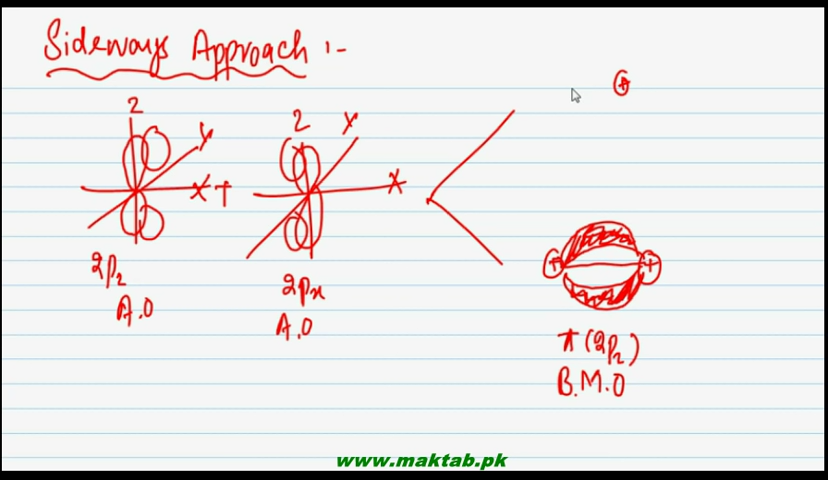 Sideways Approach :-
Z
Y
X
+
2pz
A.O
Z
Y
X
2px
A.O
+
+ +
π (2pz)
B.M.O
www.maktab.pk